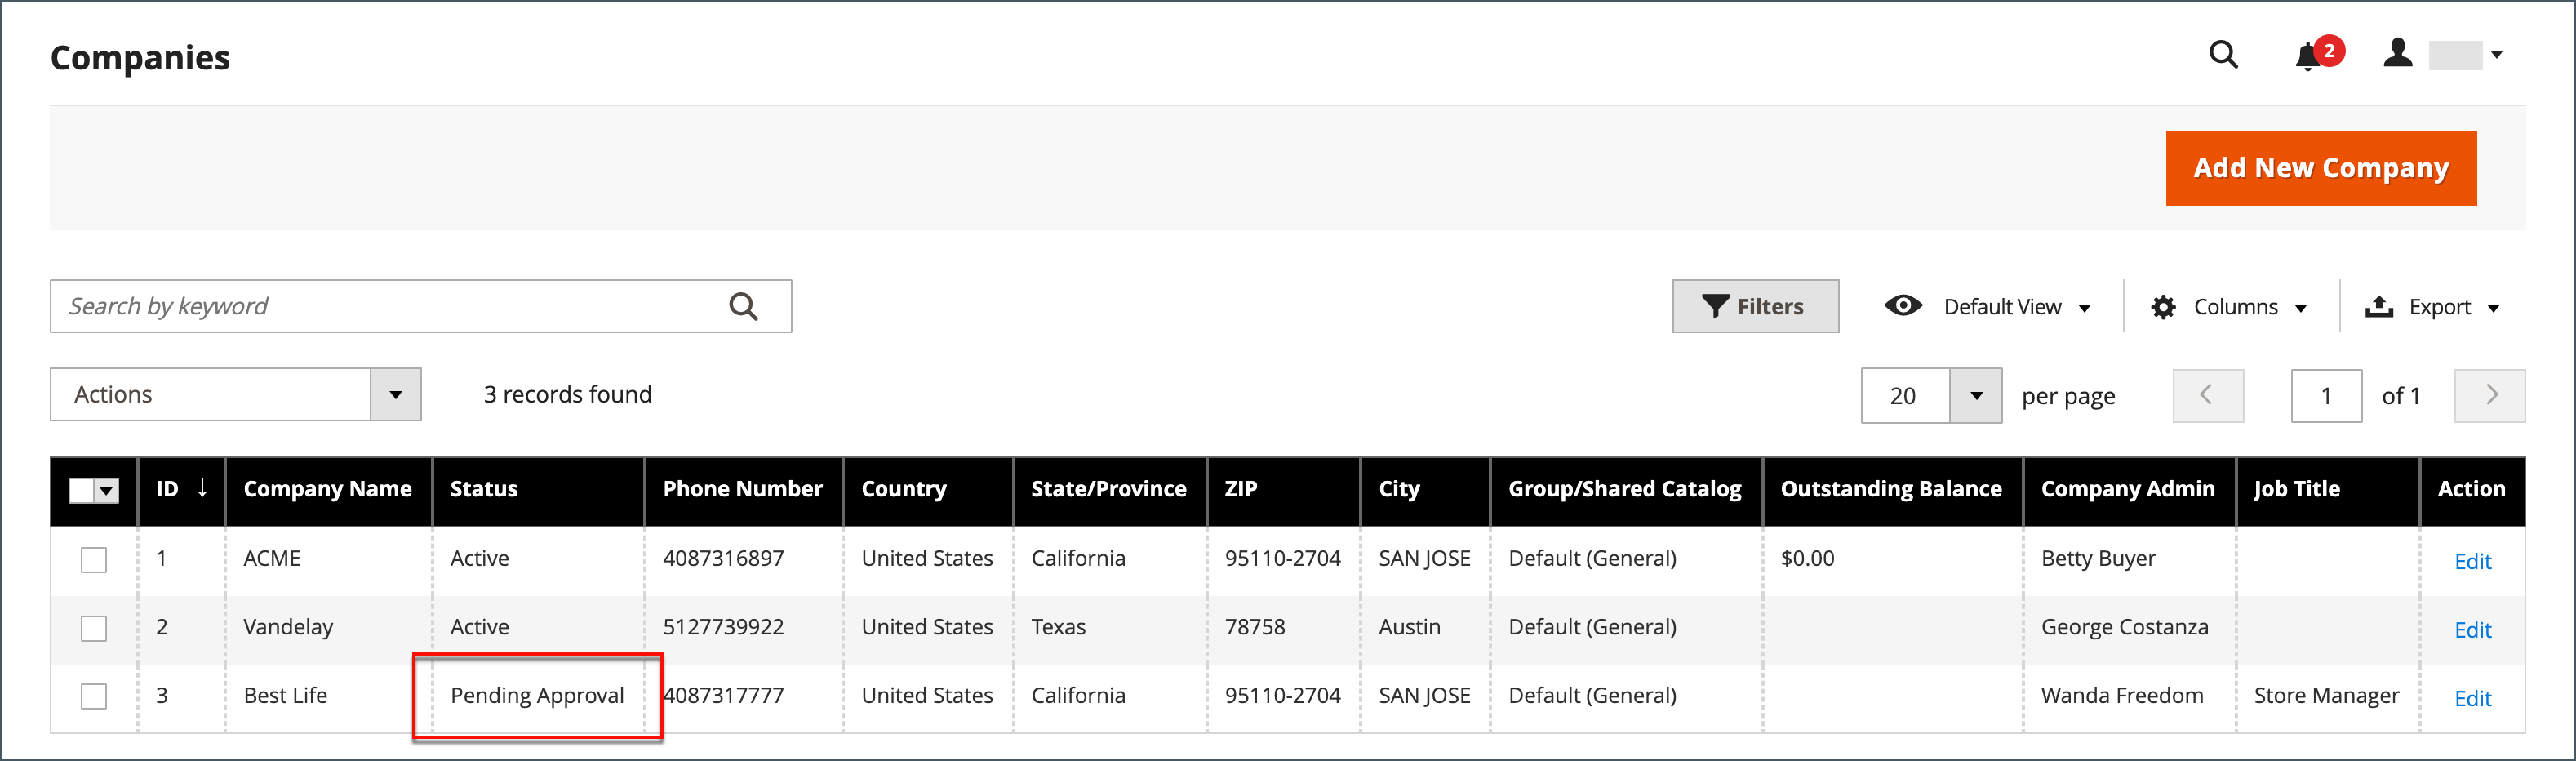 Companies
2
Add New Company
Search by keyword
Filters
Default View
Columns
Export
Actions
3 records found
20
per page
1
of 1
ID ↓ Company Name Status Phone Number Country State/Province ZIP City Group/Shared Catalog Outstanding Balance Company Admin Job Title Action
1 ACME Active 4087316897 United States California 95110-2704 SAN JOSE Default (General) $0.00 Betty Buyer Edit
2 Vandelay Active 5127739922 United States Texas 78758 Austin Default (General) George Costanza Edit
3 Best Life Pending Approval 4087317777 United States California 95110-2704 SAN JOSE Default (General) Wanda Freedom Store Manager Edit